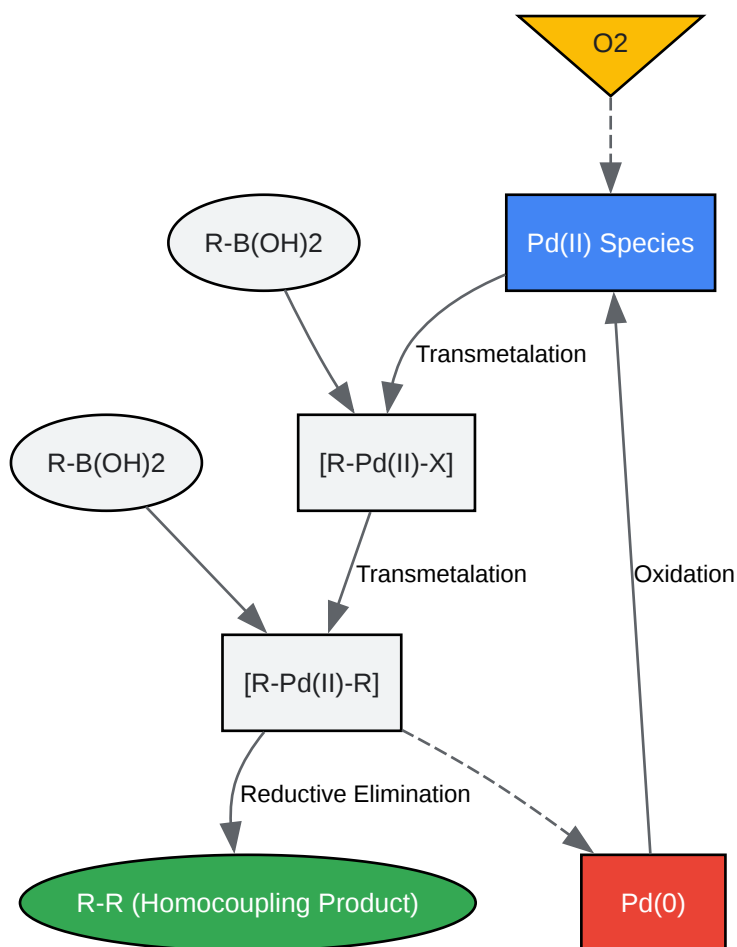 O2
R-B(OH)2
Pd(II) Species
Transmetalation
R-B(OH)2
[R-Pd(II)-X]
Transmetalation
Oxidation
[R-Pd(II)-R]
Reductive Elimination
R-R (Homocoupling Product)
Pd(0)